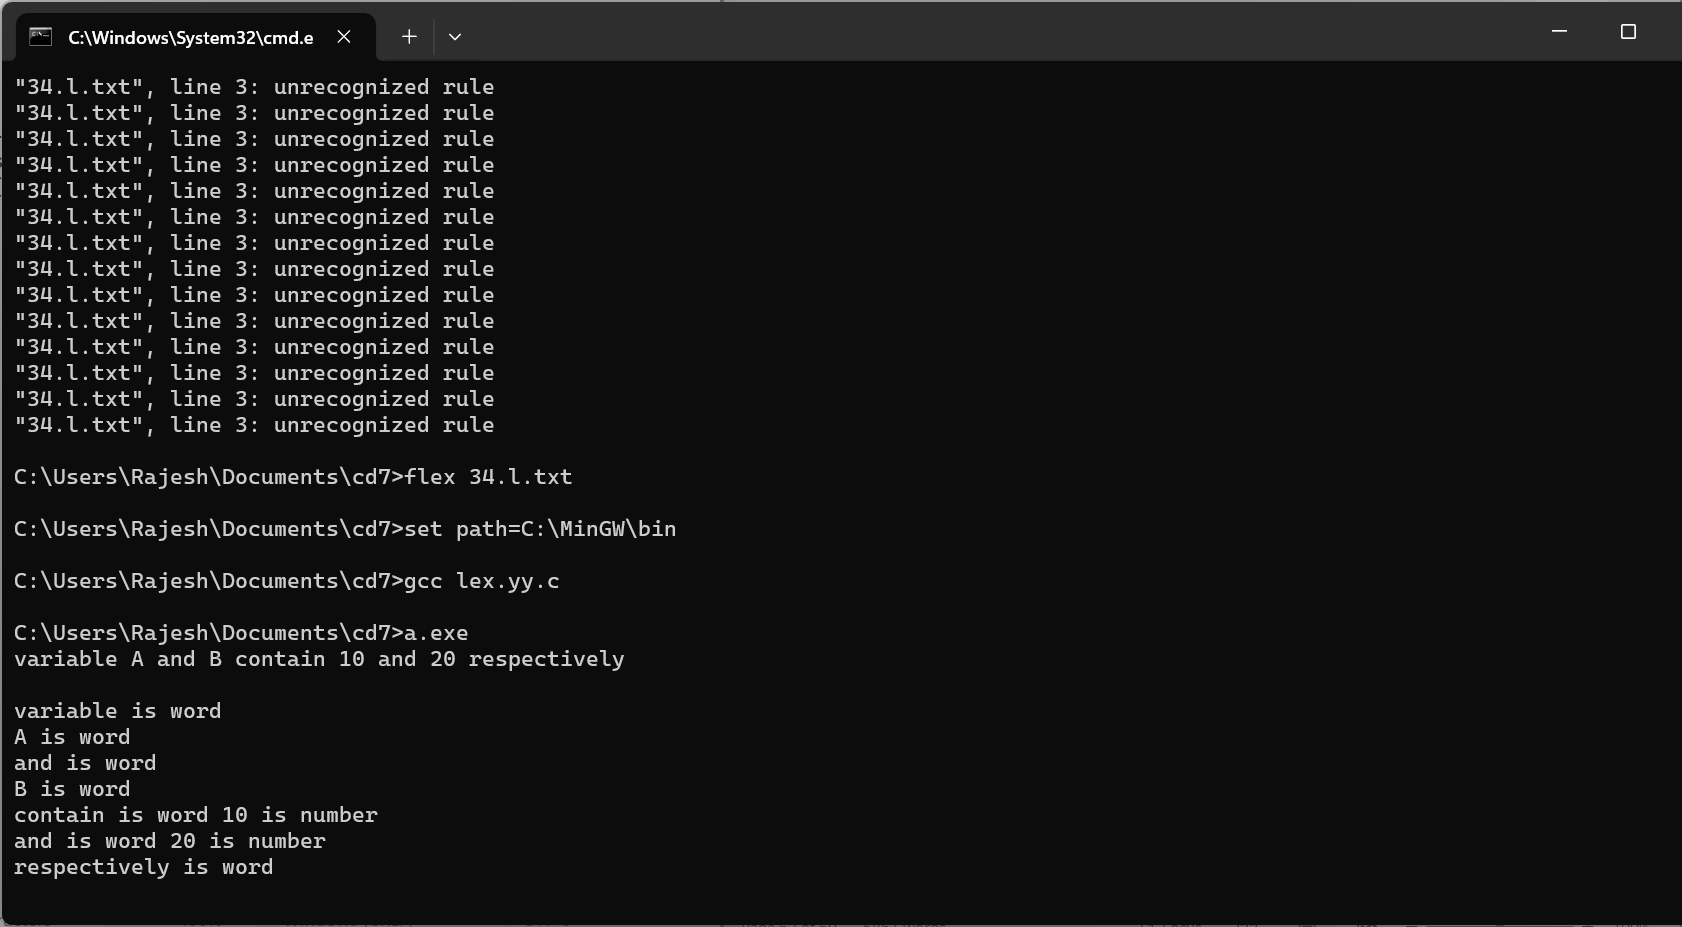 C:\Windows\System32\cmd.e
"34.l.txt", line 3: unrecognized rule
"34.l.txt", line 3: unrecognized rule
"34.l.txt", line 3: unrecognized rule
"34.l.txt", line 3: unrecognized rule
"34.l.txt", line 3: unrecognized rule
"34.l.txt", line 3: unrecognized rule
"34.l.txt", line 3: unrecognized rule
"34.l.txt", line 3: unrecognized rule
"34.l.txt", line 3: unrecognized rule
"34.l.txt", line 3: unrecognized rule
"34.l.txt", line 3: unrecognized rule
"34.l.txt", line 3: unrecognized rule
"34.l.txt", line 3: unrecognized rule
"34.l.txt", line 3: unrecognized rule
C:\Users\Rajesh\Documents\cd7>flex 34.l.txt
C:\Users\Rajesh\Documents\cd7>set path=C:\MinGW\bin
C:\Users\Rajesh\Documents\cd7>gcc lex.yy.c
C:\Users\Rajesh\Documents\cd7>a.exe
variable A and B contain 10 and 20 respectively
variable is word
A is word
and is word
B is word
contain is word 10 is number
and is word 20 is number
respectively is word